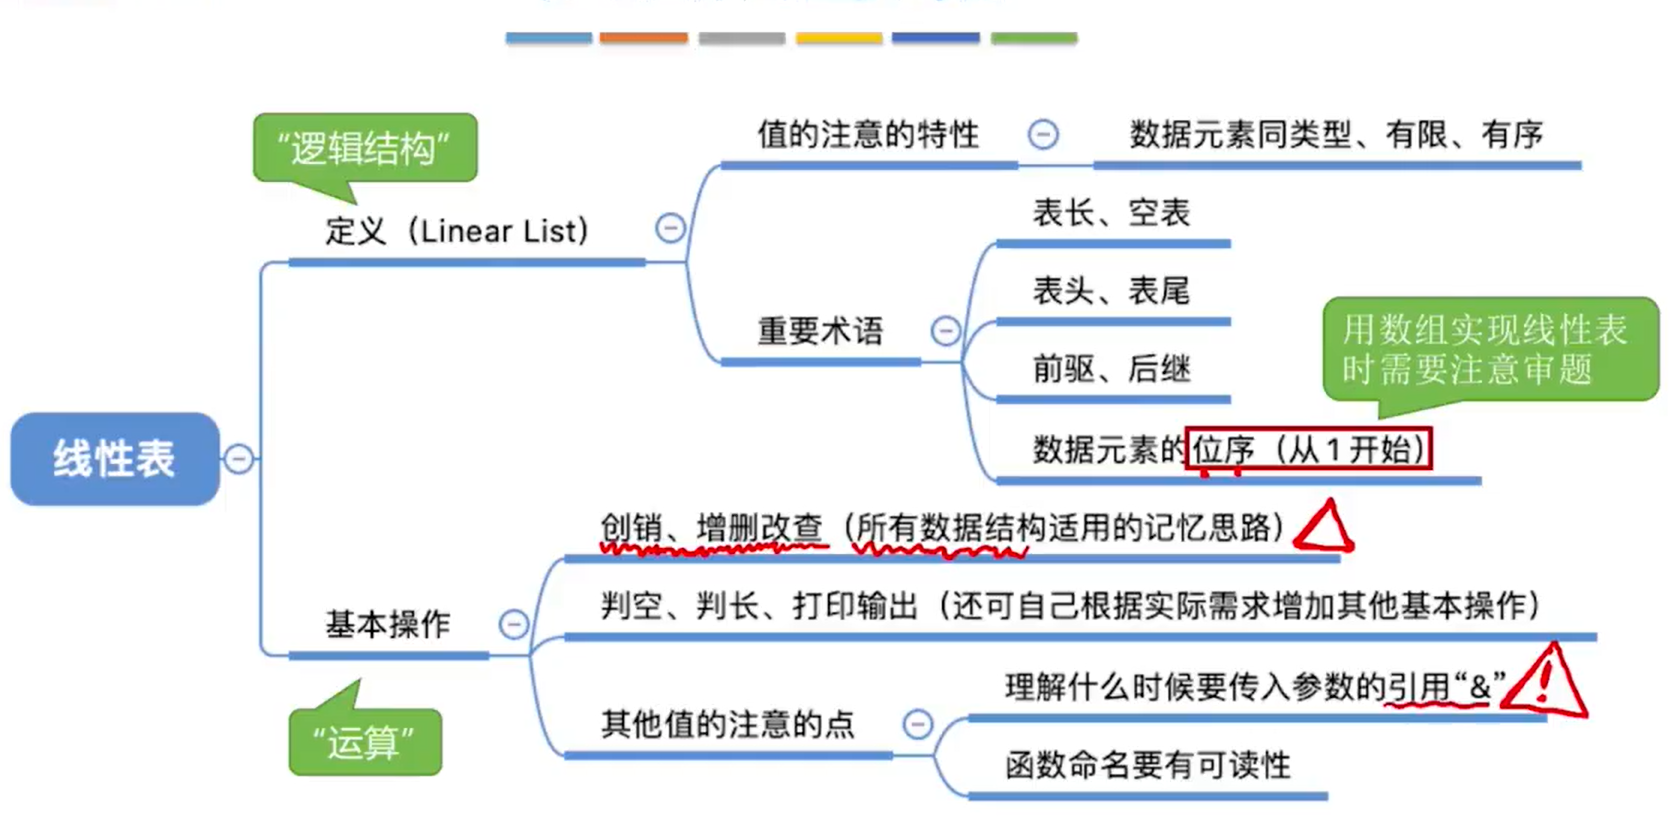 “逻辑结构”
值的注意的特性
数据元素同类型、有限、有序
定义（Linear List）
表长、空表
表头、表尾
重要术语
用数组实现线性表
时需要注意审题
前驱、后继
数据元素的位序（从1开始）
线性表
创销、增删改查（所有数据结构适用的记忆思路）
判空、判长、打印输出（还可自己根据实际需求增加其他基本操作）
基本操作
理解什么时候要传入参数的引用“&”
其他值的注意的点
“运算”
函数命名要有可读性